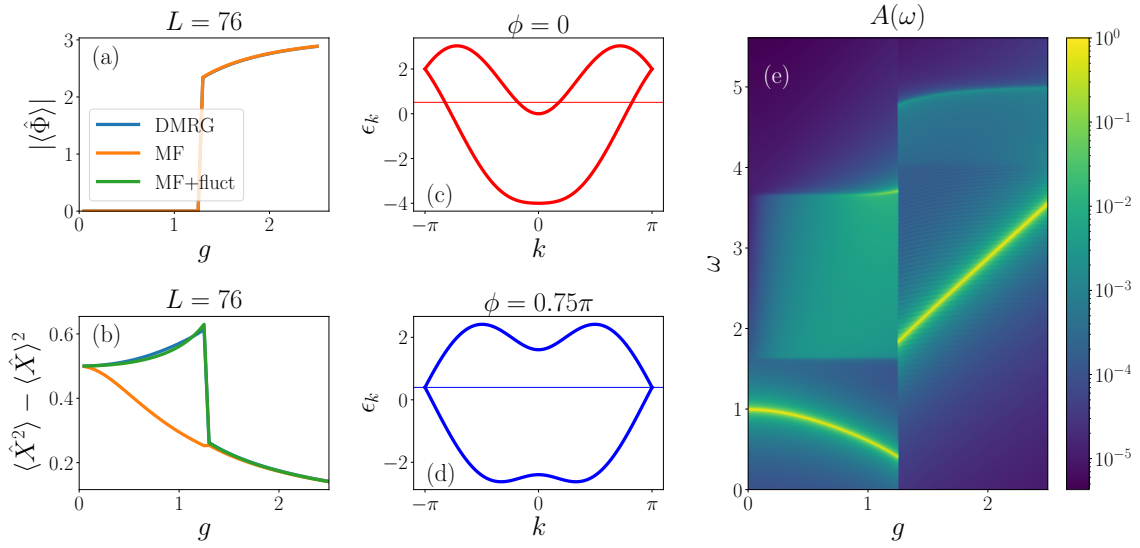 L = 76
(a)
|⟨Φ̂⟩|
3
2
1
0
DMRG
MF
MF+fluct
0
1
2
g
L = 76
(b)
⟨X̂²⟩ − ⟨X̂⟩²
0.6
0.4
0.2
0
1
2
g
ϕ = 0
(c)
ϵₖ
2
0
−2
−4
−π
0
π
k
ϕ = 0.75π
(d)
ϵₖ
2
0
−2
−π
0
π
k
A(ω)
(e)
ω
5
4
3
2
1
0
0
1
2
g
10⁰
10⁻¹
10⁻²
10⁻³
10⁻⁴
10⁻⁵